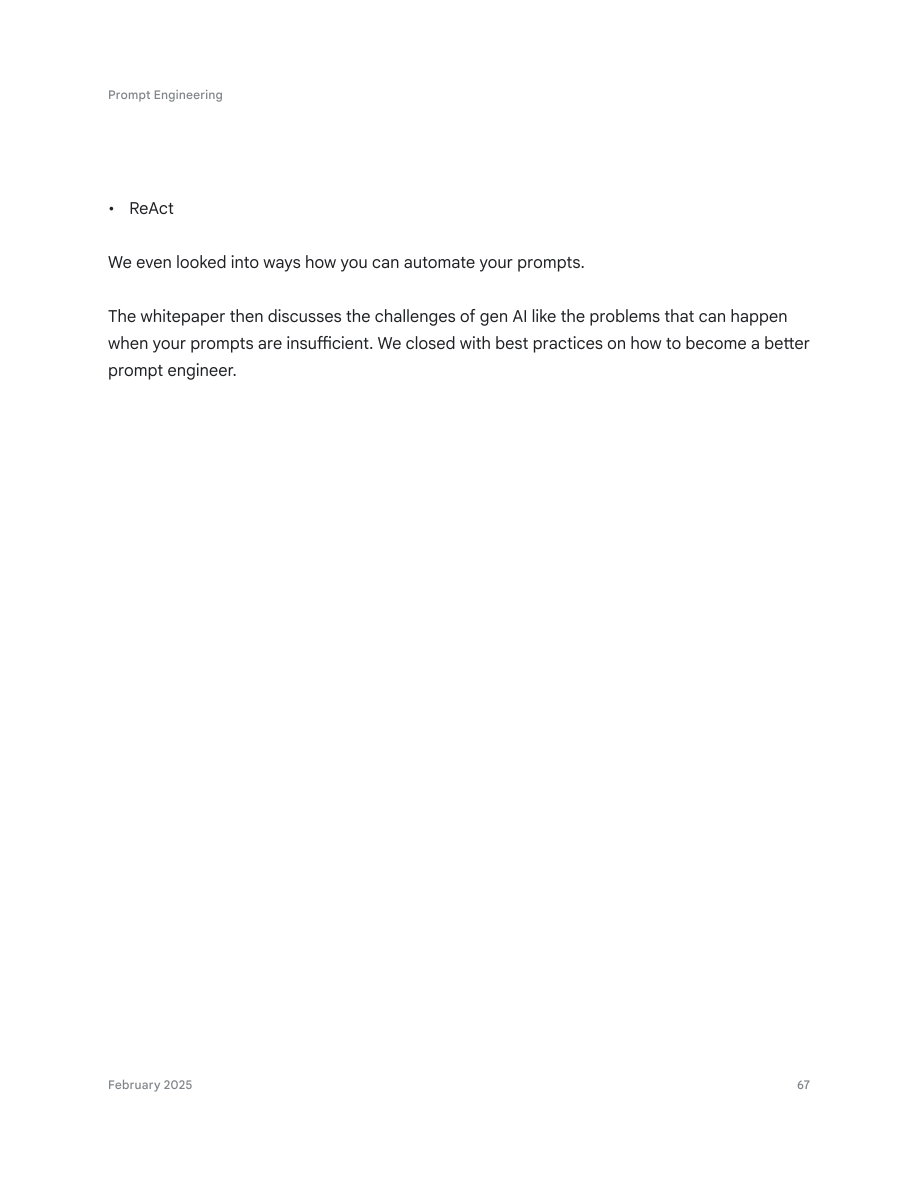 Prompt Engineering
• ReAct
We even looked into ways how you can automate your prompts.
The whitepaper then discusses the challenges of gen AI like the problems that can happen
when your prompts are insufficient. We closed with best practices on how to become a better
prompt engineer.
February 2025 67